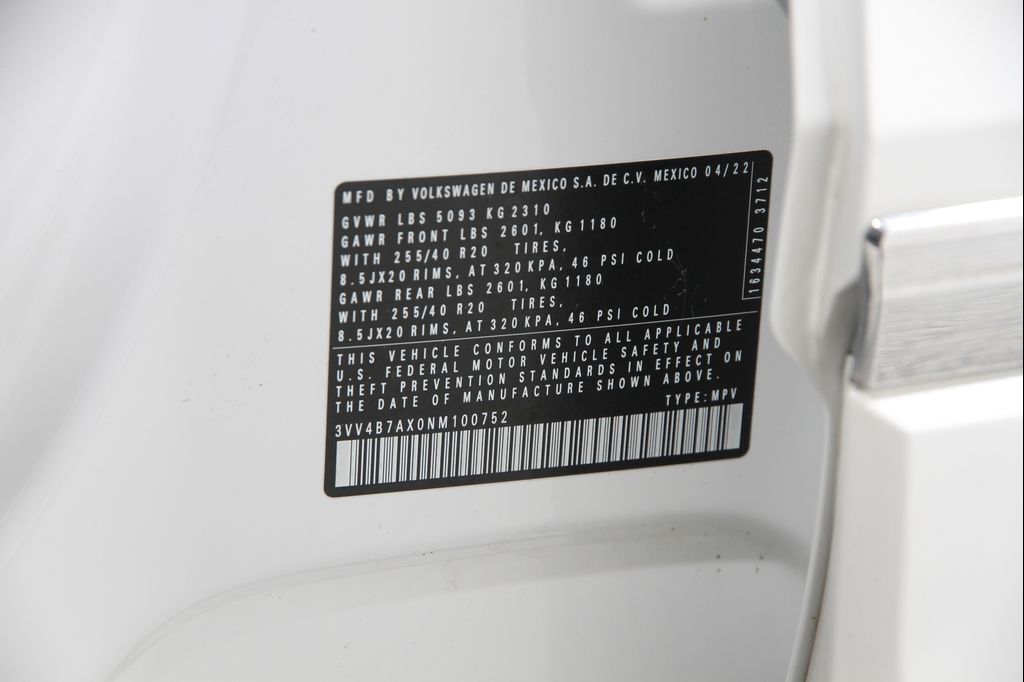 MFD BY VOLKSWAGEN DE MEXICO S.A. DE C.V. MEXICO 04/22
GVWR LBS 5093 KG 2310
GAWR FRONT LBS 2601, KG 1180
WITH 255/40 R20 TIRES,
8.5JX20 RIMS, AT 320 KPA, 46 PSI COLD
GAWR REAR LBS 2601, KG 1180
WITH 255/40 R20 TIRES,
8.5JX20 RIMS, AT 320 KPA, 46 PSI COLD
1634470 3712
THIS VEHICLE CONFORMS TO ALL APPLICABLE
U.S. FEDERAL MOTOR VEHICLE SAFETY AND
THEFT PREVENTION STANDARDS IN EFFECT ON
THE DATE OF MANUFACTURE SHOWN ABOVE.
TYPE: MPV
3VV4B7AX0NM100752